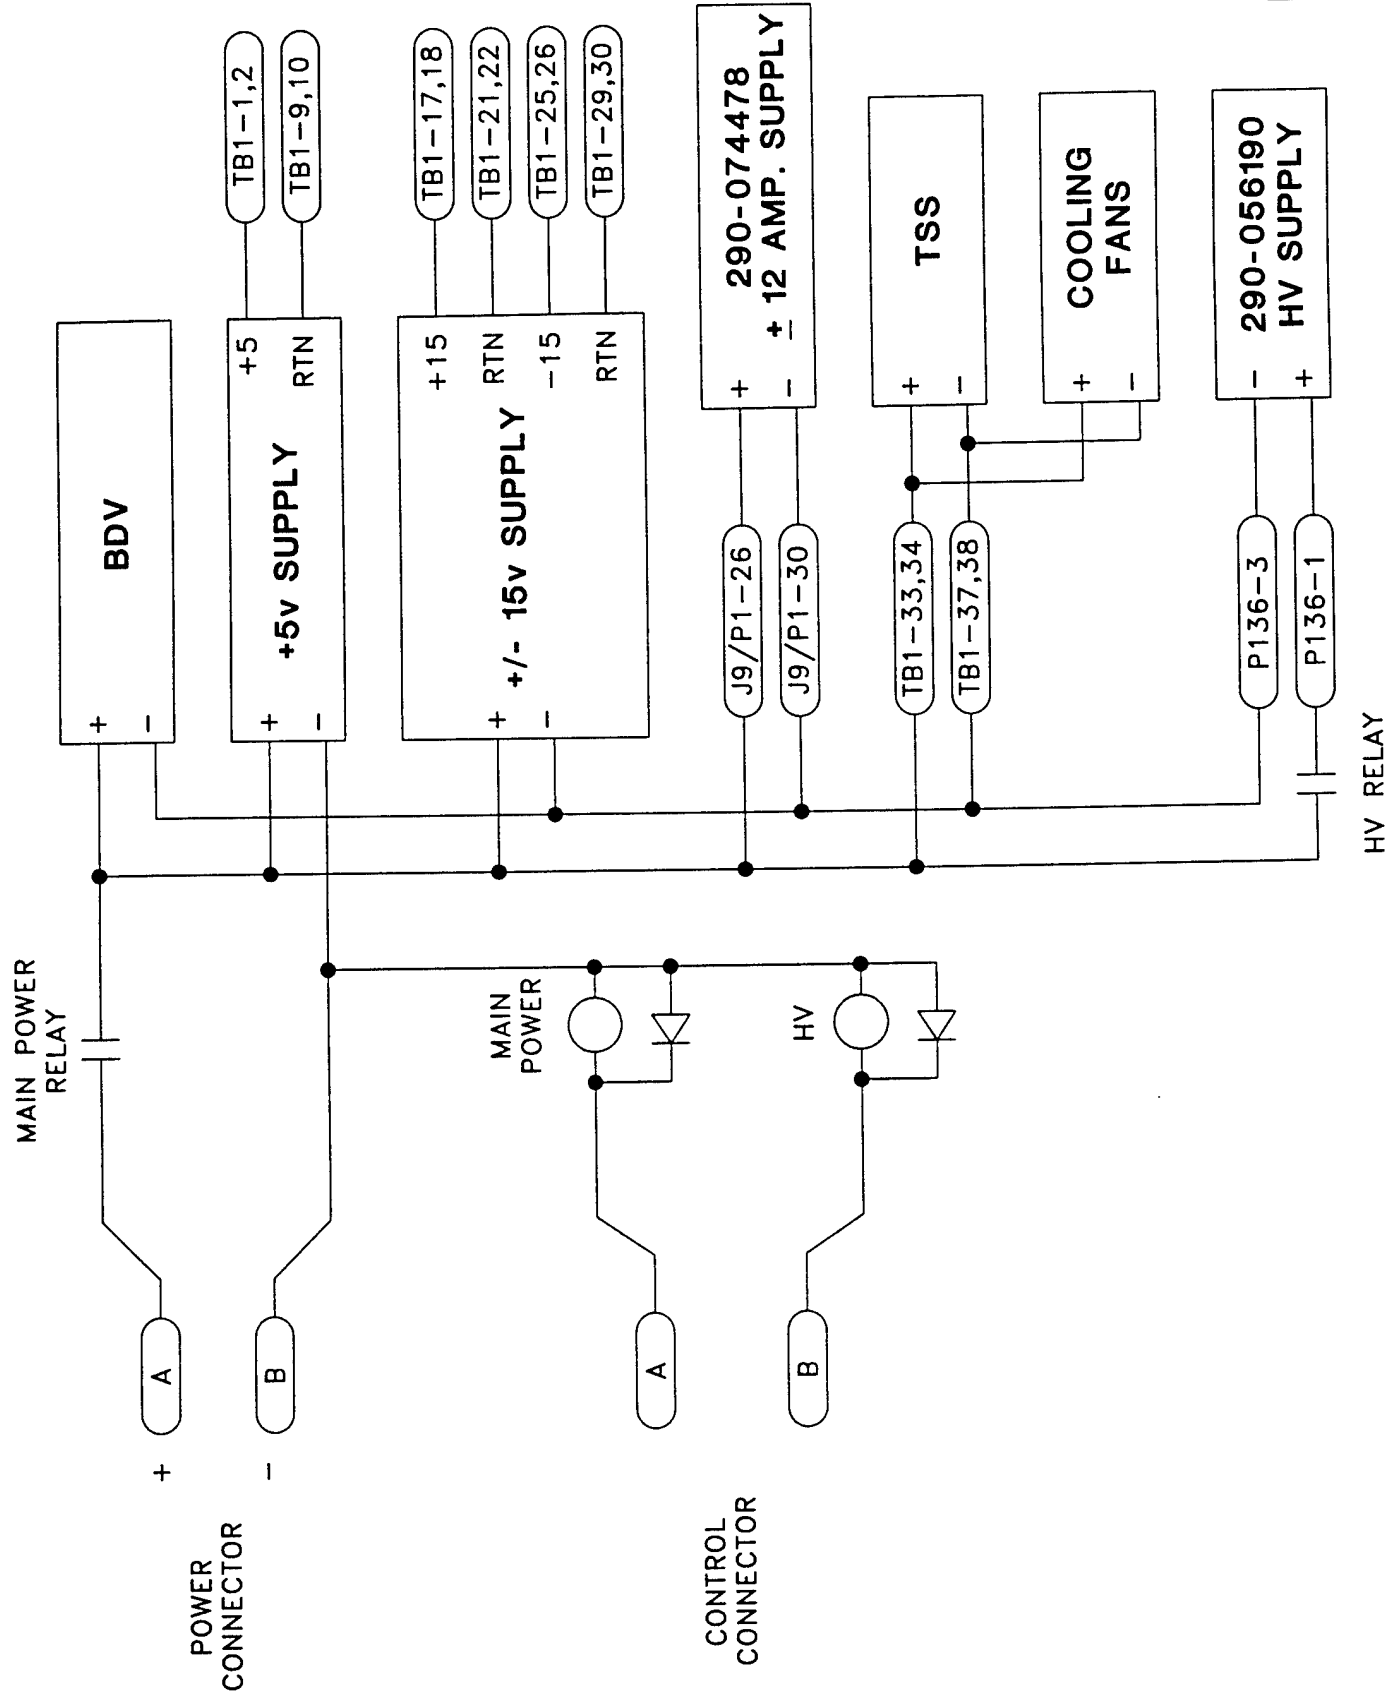 POWER
CONNECTOR
+
A
−
B
CONTROL
CONNECTOR
A
B
MAIN POWER
RELAY
MAIN
POWER
HV
HV RELAY
BDV
+
−
+5v SUPPLY
+
−
+5
RTN
TB1−1,2
TB1−9,10
+/- 15v SUPPLY
+
−
+15
RTN
−15
RTN
TB1−17,18
TB1−21,22
TB1−25,26
TB1−29,30
J9/P1−26
J9/P1−30
+
−
290-074478
± 12 AMP. SUPPLY
TB1−33,34
TB1−37,38
+
−
TSS
+
−
COOLING
FANS
P136−3
P136−1
−
+
290-056190
HV SUPPLY